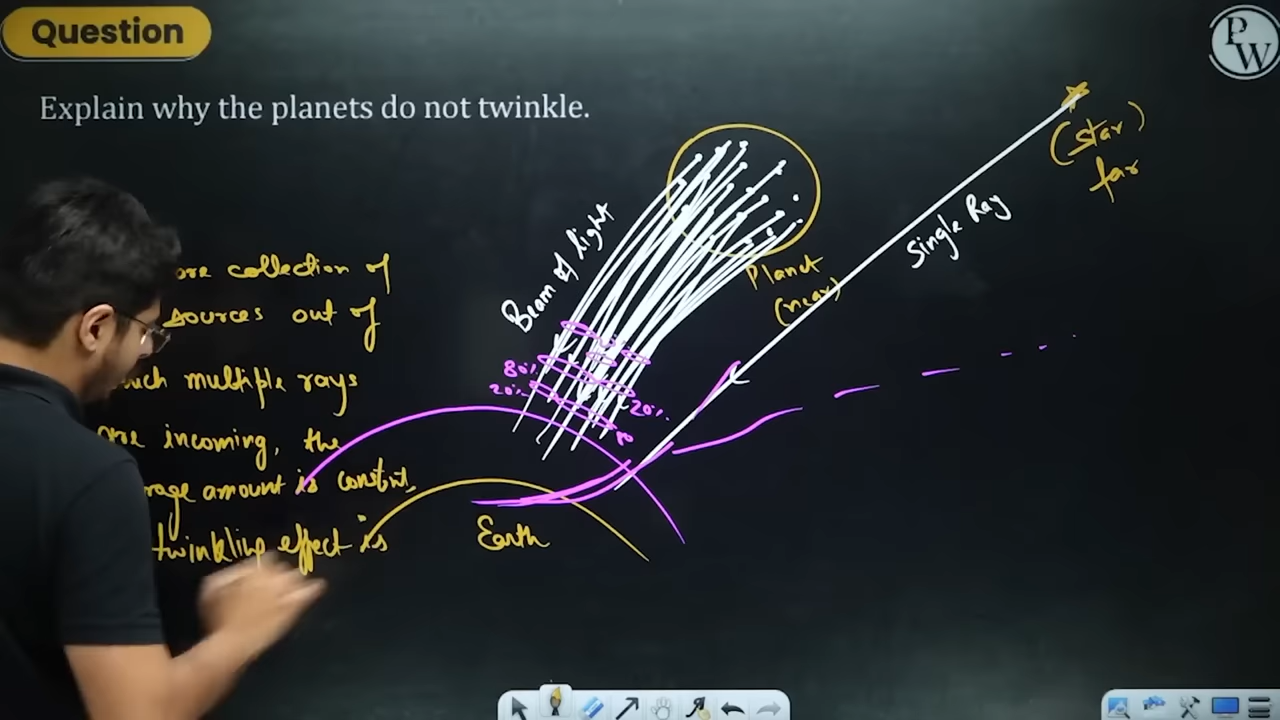 Question
PW
Explain why the planets do not twinkle.
(star)
far
Single Ray
Planet
(near)
Beam of light
80%
20%
20%
collection of
sources out of
multiple rays
incoming, the
amount is constant,
twinkling effect is
Earth